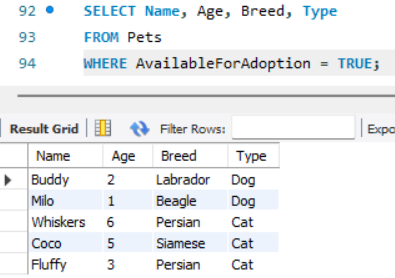 92 SELECT Name, Age, Breed, Type
93 FROM Pets
94 WHERE AvailableForAdoption = TRUE;
Result Grid Filter Rows: Expo
Name Age Breed Type
Buddy 2 Labrador Dog
Milo 1 Beagle Dog
Whiskers 6 Persian Cat
Coco 5 Siamese Cat
Fluffy 3 Persian Cat